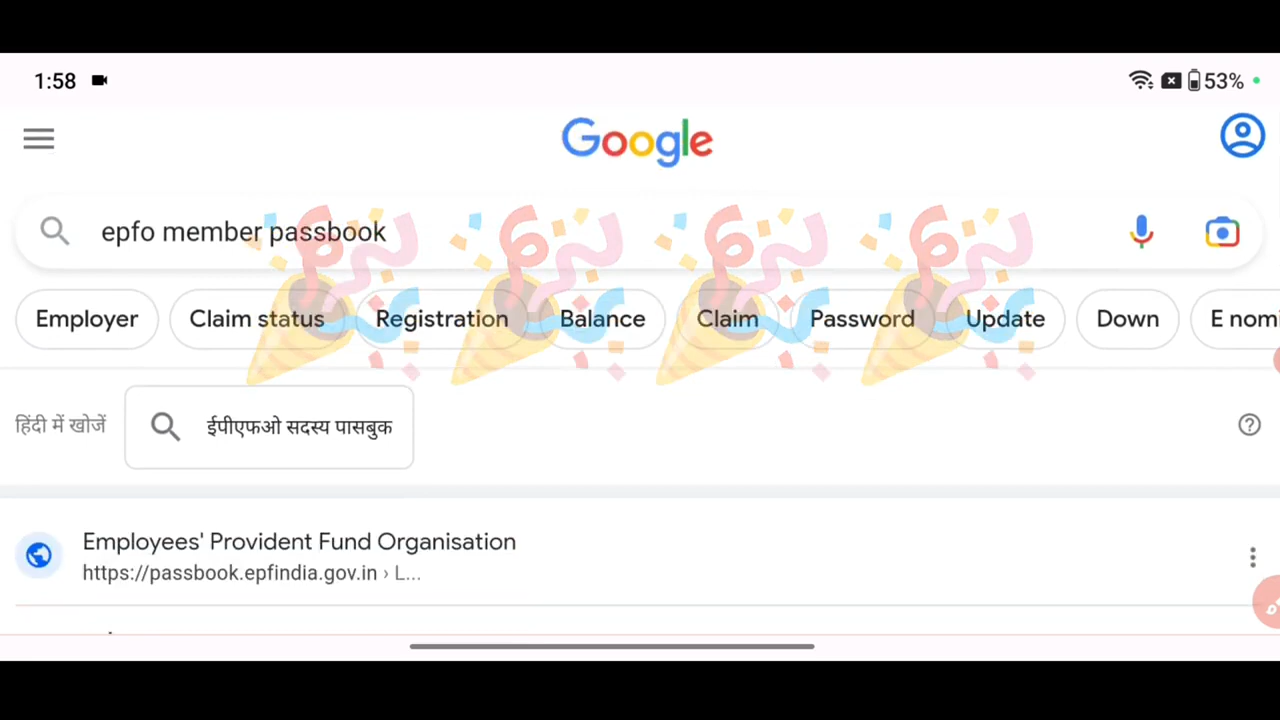 1:58
53%
Google
epfo member passbook
Employer Claim status Registration Balance Claim Password Update Down E nomi
हिंदी में खोजें ईपीएफओ सदस्य पासबुक
Employees' Provident Fund Organisation
https://passbook.epfindia.gov.in › L...